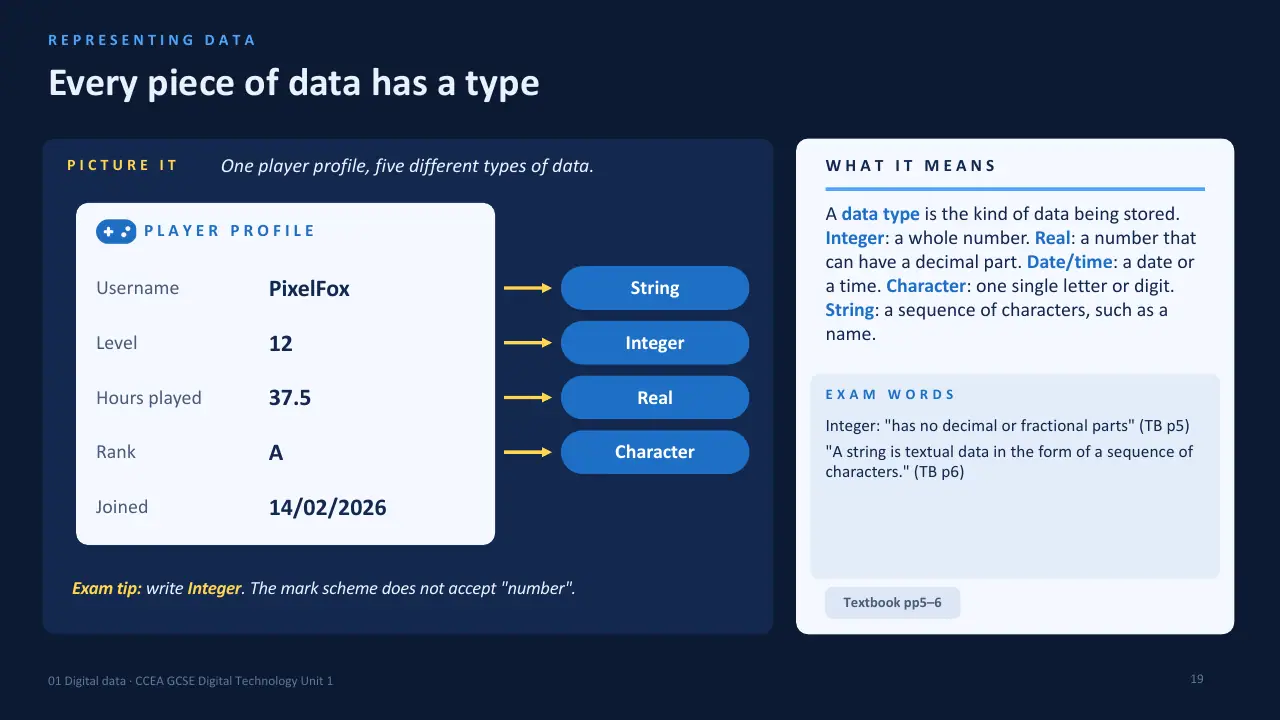 REPRESENTING DATA
Every piece of data has a type
PICTURE IT
One player profile, five different types of data.
PLAYER PROFILE
Username PixelFox String
Level 12 Integer
Hours played 37.5 Real
Rank A Character
Joined 14/02/2026
Exam tip: write Integer. The mark scheme does not accept "number".
WHAT IT MEANS
A data type is the kind of data being stored.
Integer: a whole number. Real: a number that
can have a decimal part. Date/time: a date or
a time. Character: one single letter or digit.
String: a sequence of characters, such as a
name.
EXAM WORDS
Integer: "has no decimal or fractional parts" (TB p5)
"A string is textual data in the form of a sequence of
characters." (TB p6)
Textbook pp5–6
01 Digital data · CCEA GCSE Digital Technology Unit 1
19